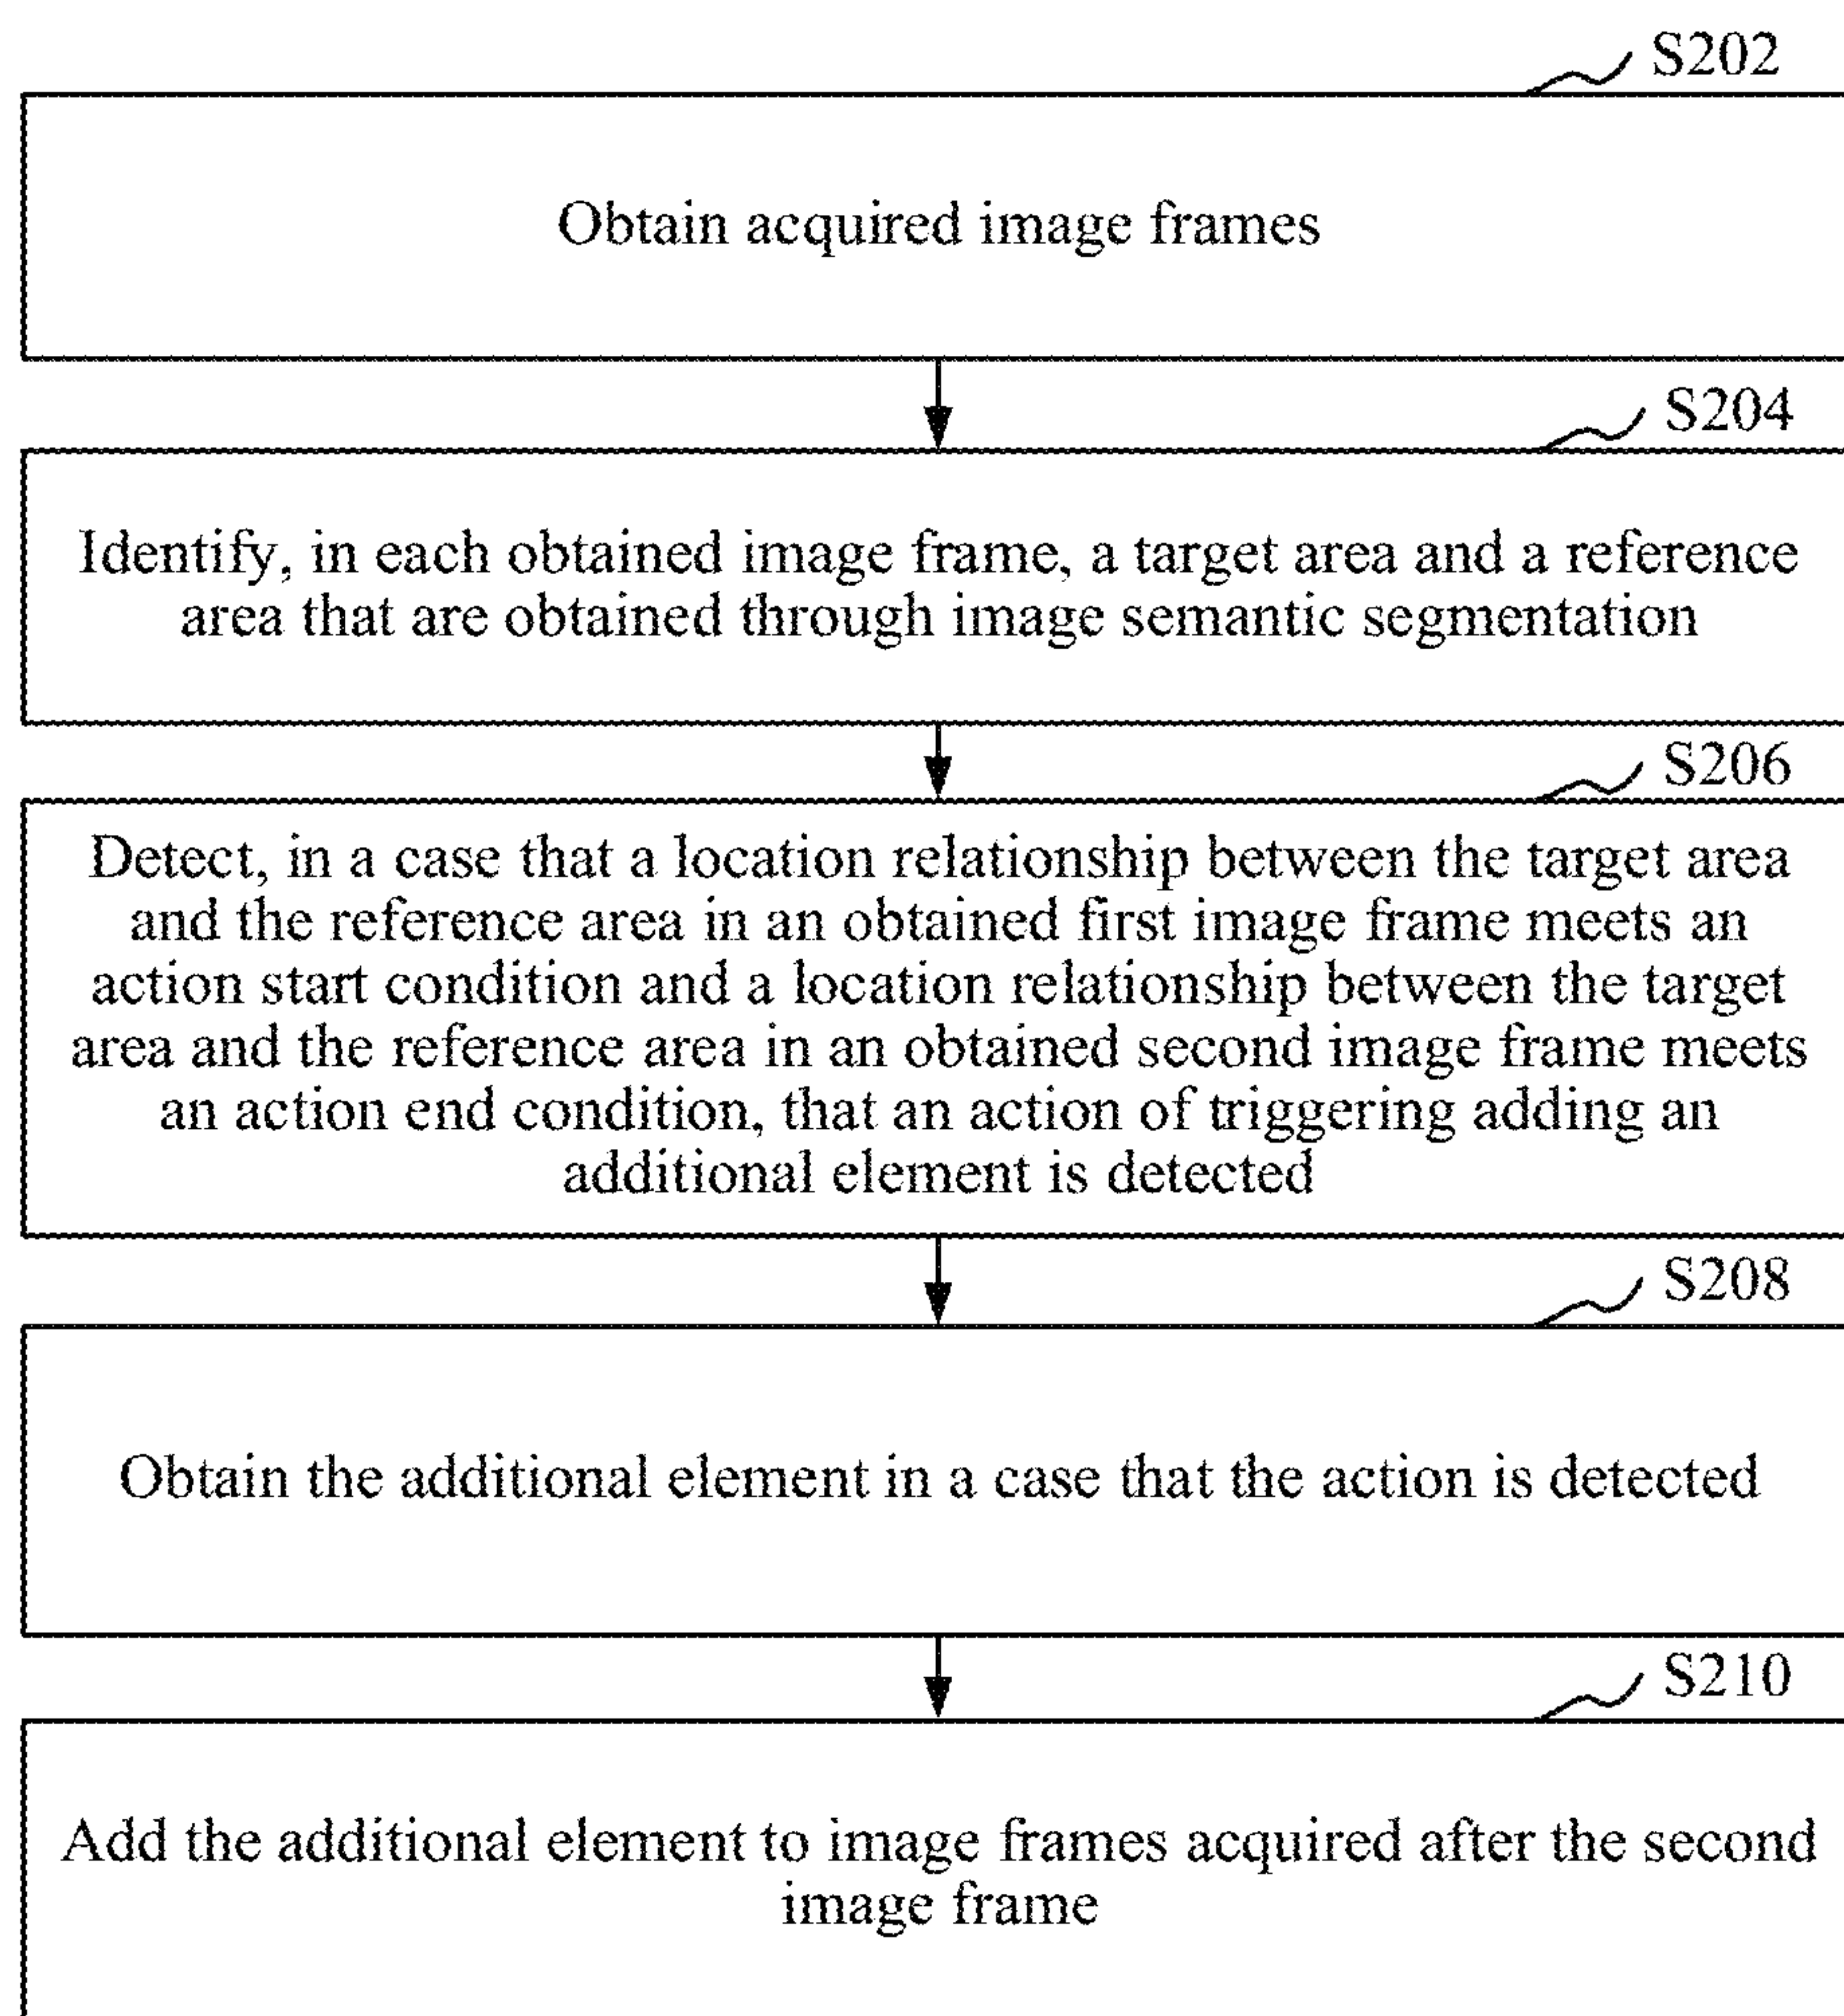 S202
Obtain acquired image frames
S204
Identify, in each obtained image frame, a target area and a reference
area that are obtained through image semantic segmentation
S206
Detect, in a case that a location relationship between the target area
and the reference area in an obtained first image frame meets an
action start condition and a location relationship between the target
area and the reference area in an obtained second image frame meets
an action end condition, that an action of triggering adding an
additional element is detected
S208
Obtain the additional element in a case that the action is detected
S210
Add the additional element to image frames acquired after the second
image frame